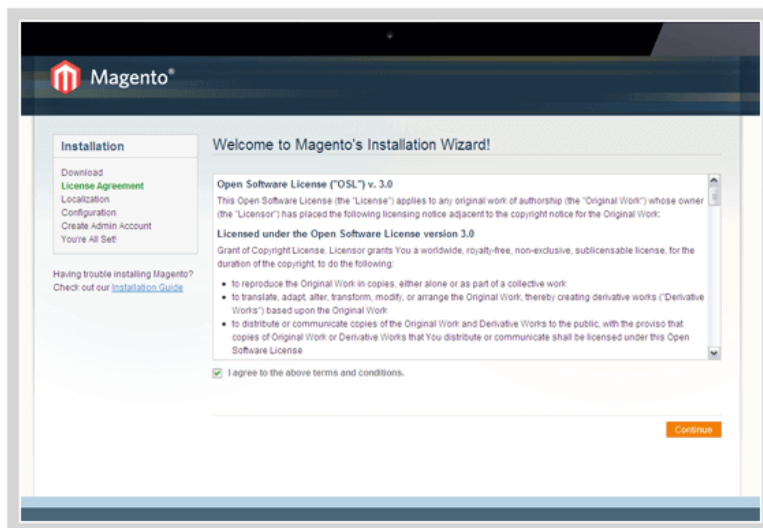 Magento®
Installation
Download
License Agreement
Localization
Configuration
Create Admin Account
You're All Set!
Having trouble installing Magento?
Check out our Installation Guide
Welcome to Magento's Installation Wizard!
Open Software License ("OSL") v. 3.0
This Open Software License (the "License") applies to any original work of authorship (the "Original Work") whose owner
(the "Licensor") has placed the following licensing notice adjacent to the copyright notice for the Original Work:
Licensed under the Open Software License version 3.0
Grant of Copyright License. Licensor grants You a worldwide, royalty-free, non-exclusive, sublicensable license, for the
duration of the copyright, to do the following:
• to reproduce the Original Work in copies, either alone or as part of a collective work
• to translate, adapt, alter, transform, modify, or arrange the Original Work, thereby creating derivative works ("Derivative
Works") based upon the Original Work
• to distribute or communicate copies of the Original Work and Derivative Works to the public, with the proviso that
copies of Original Work or Derivative Works that You distribute or communicate shall be licensed under this Open
Software License
I agree to the above terms and conditions.
Continue